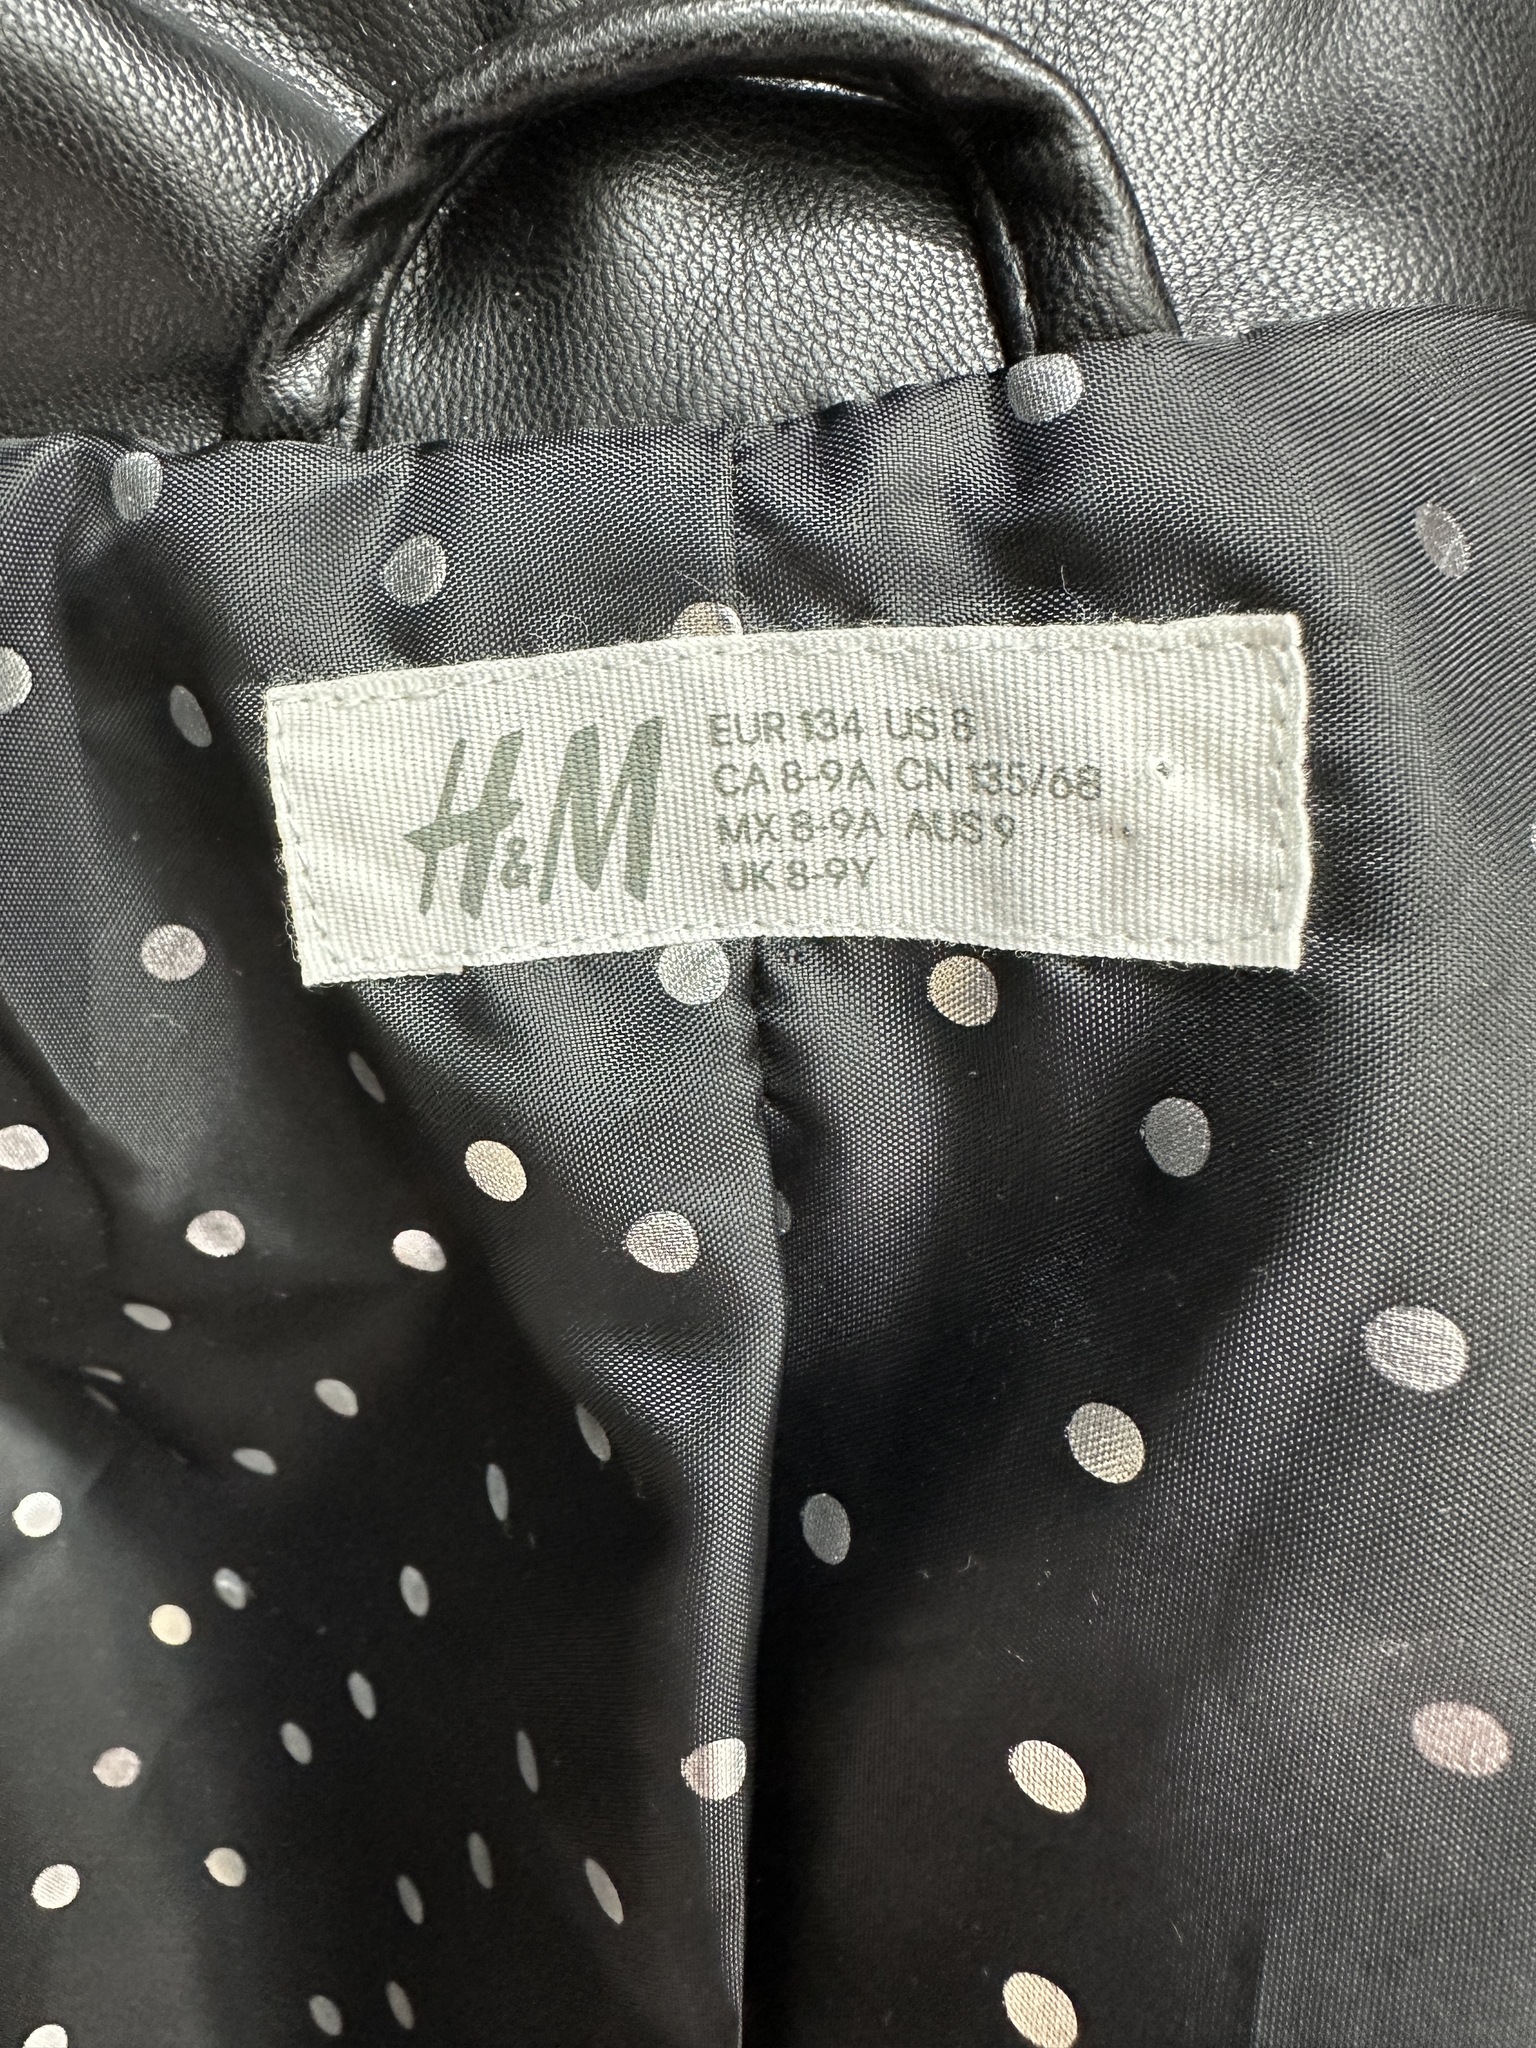 H&M
EUR 134 US 8
CA 8-9A CN 135/68
MX 8-9A AUS 9
UK 8-9Y